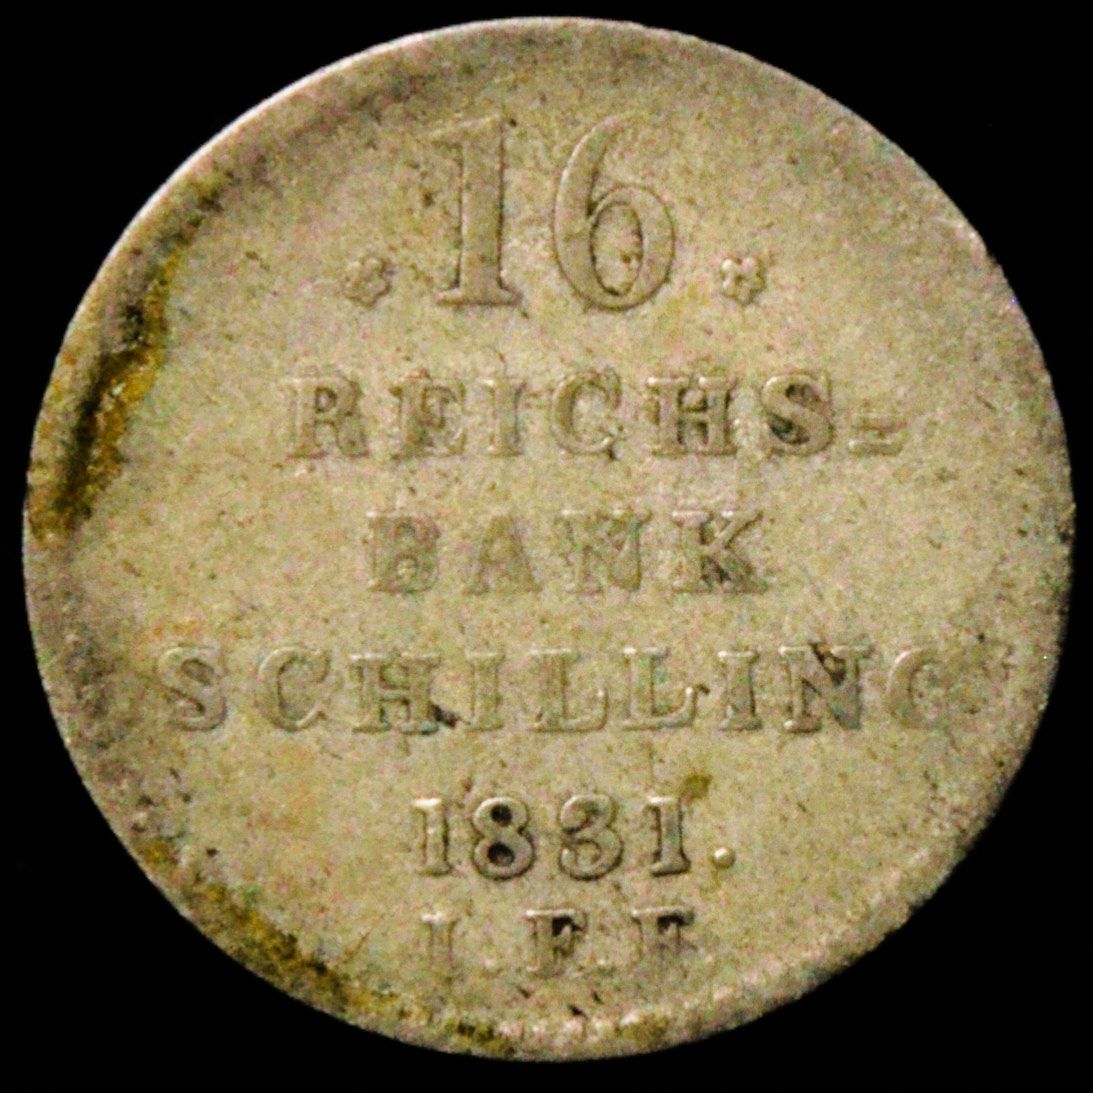 16
REICHS=
BANK
SCHILLING
1831.
I.F.F.